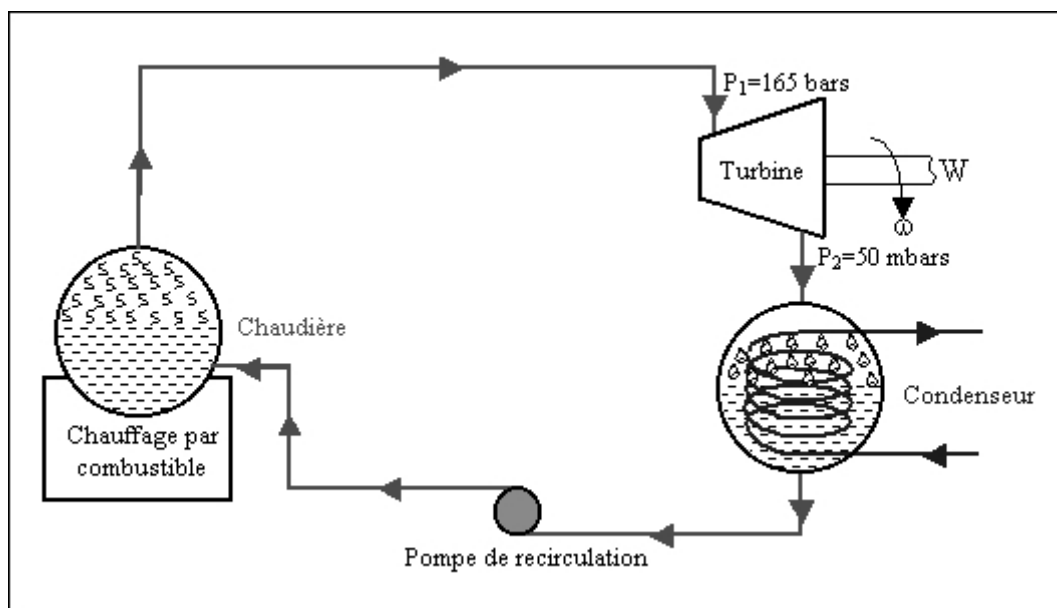 P₁=165 bars
Turbine
W
ω
P₂=50 mbars
Chaudière
Condenseur
Chauffage par
combustible
Pompe de recirculation